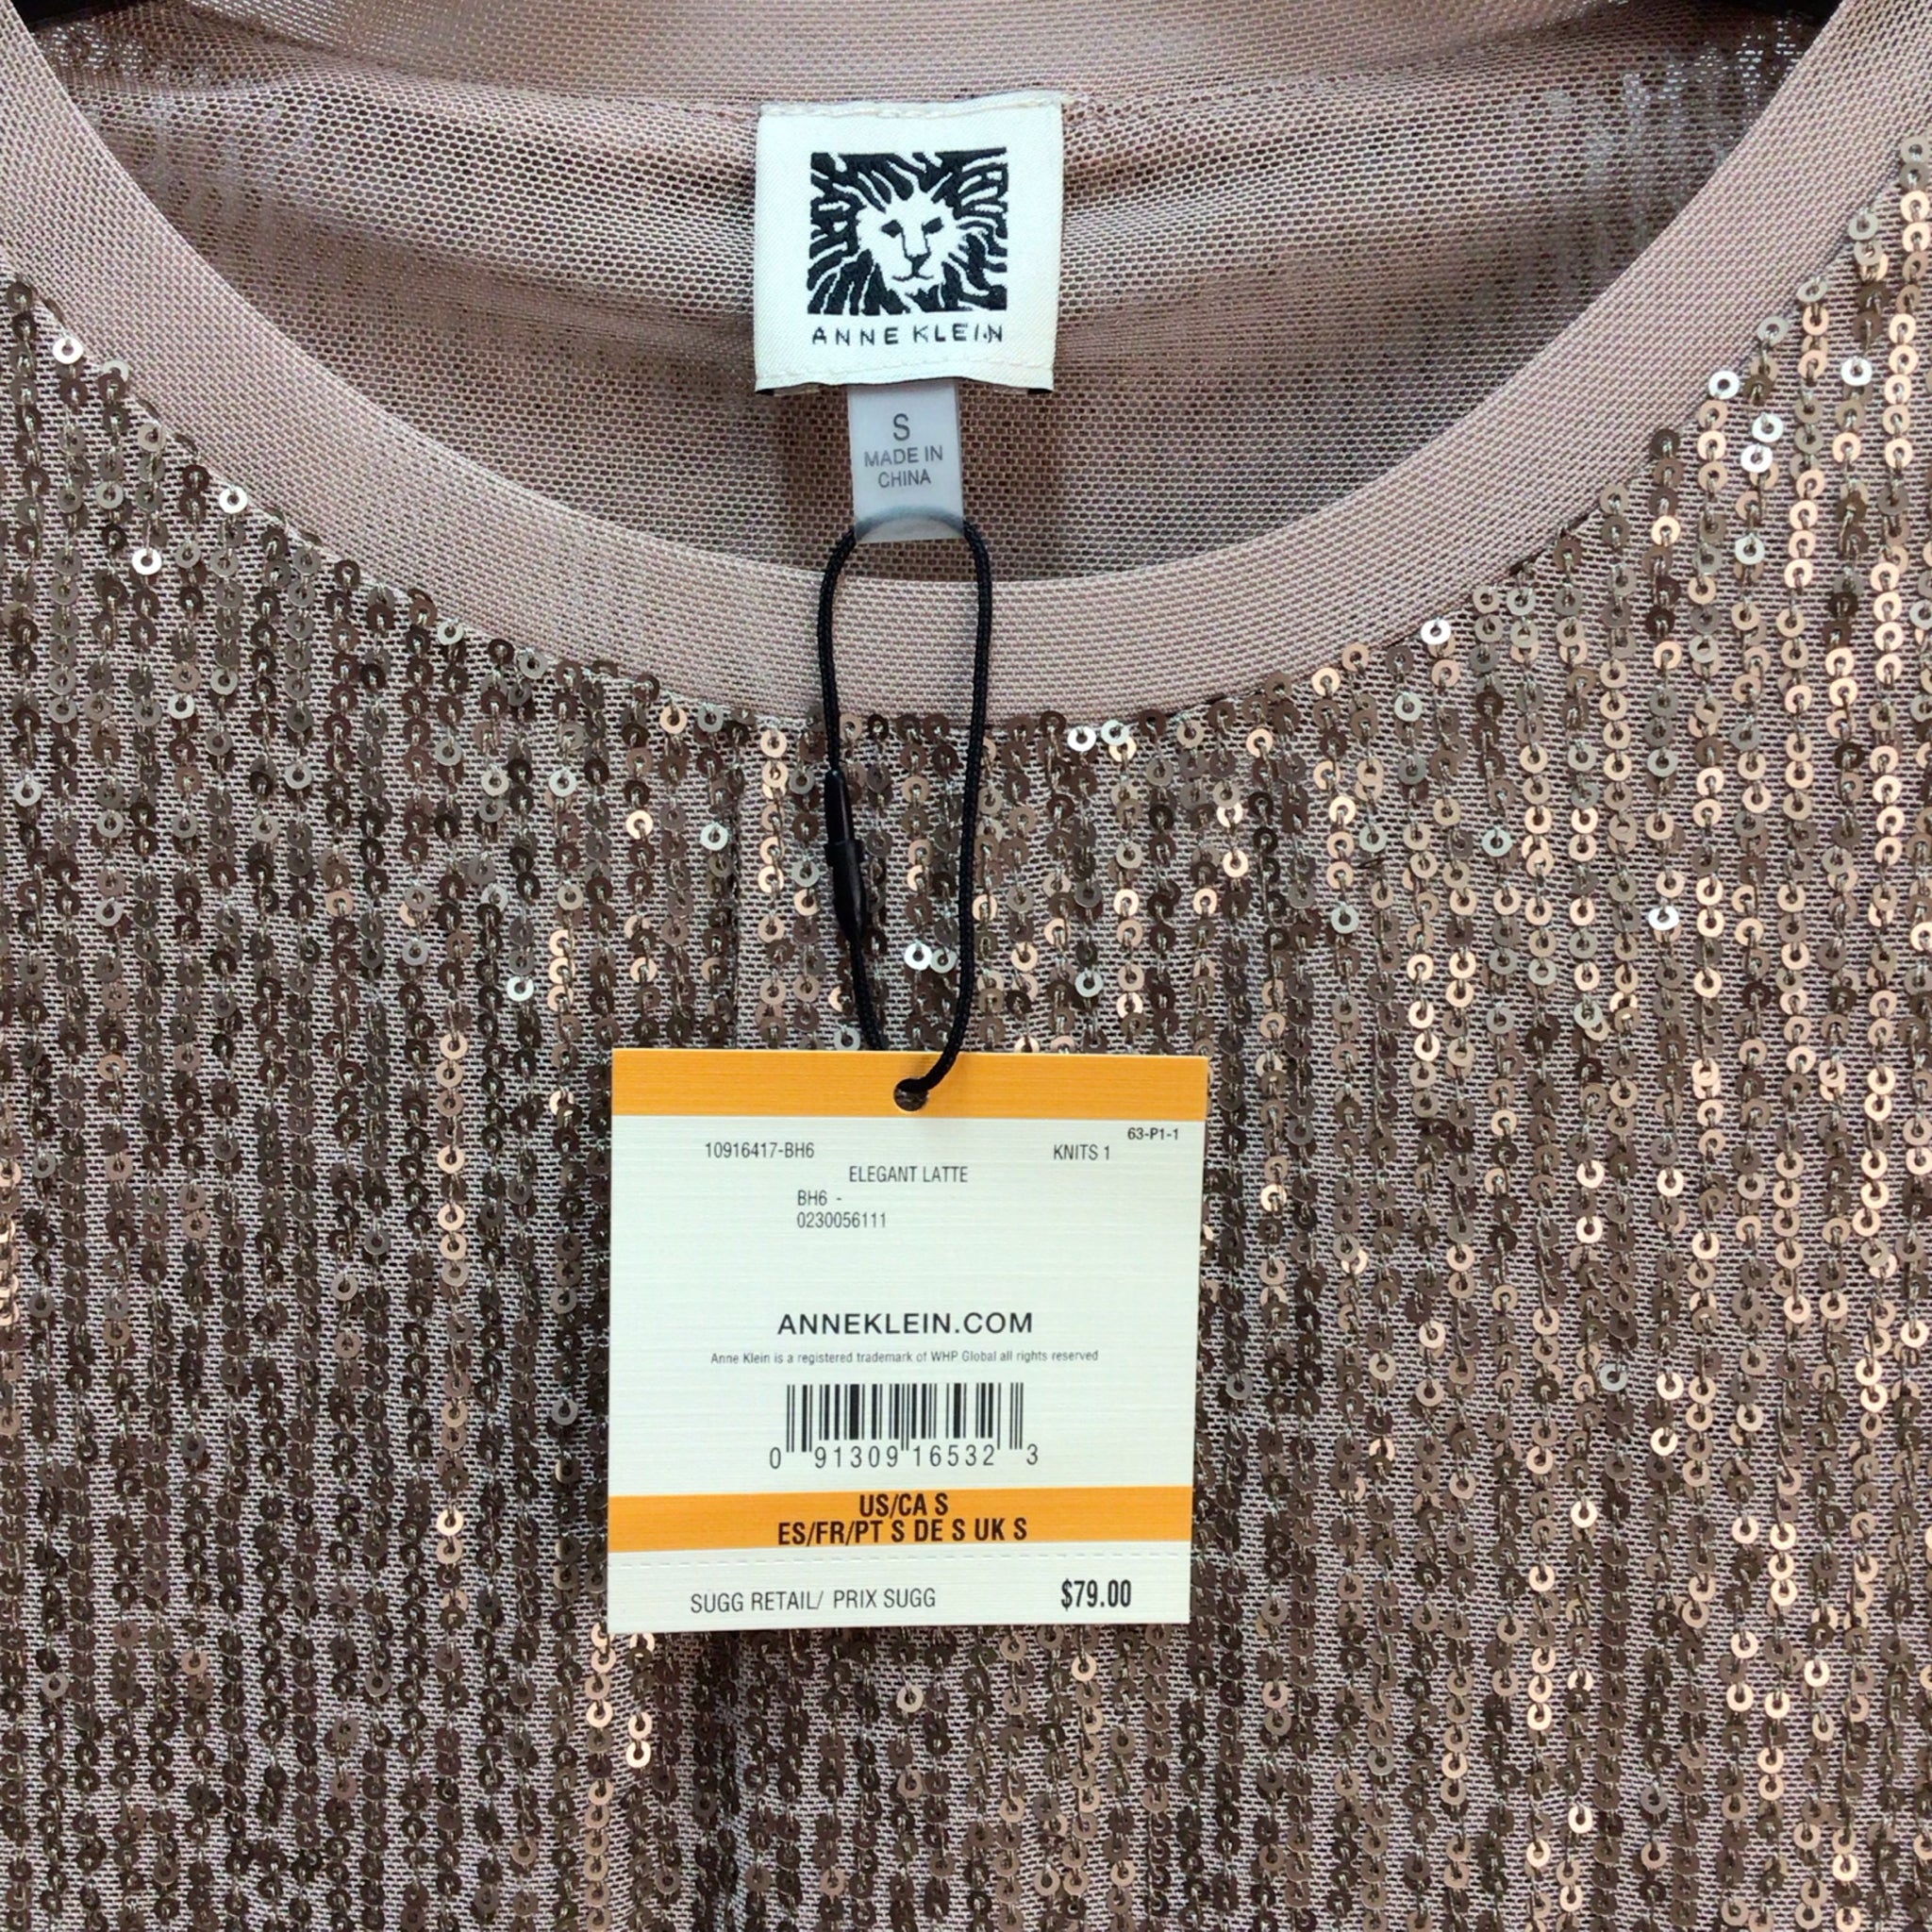 ANNE KLEIN
S
MADE IN
CHINA
63-P1-1
10916417-BH6 KNITS 1
ELEGANT LATTE
BH6 -
0230056111
ANNEKLEIN.COM
Anne Klein is a registered trademark of WHP Global all rights reserved
0 91309 16532 3
US/CA S
ES/FR/PT S DE S UK S
SUGG RETAIL/ PRIX SUGG $79.00